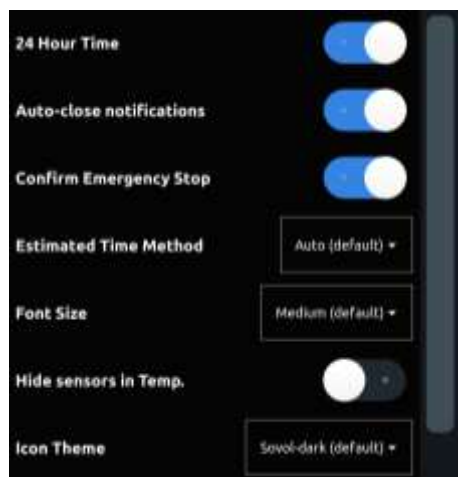 24 Hour Time
Auto-close notifications
Confirm Emergency Stop
Estimated Time Method Auto (default)
Font Size Medium (default)
Hide sensors in Temp.
Icon Theme Sovol-dark (default)